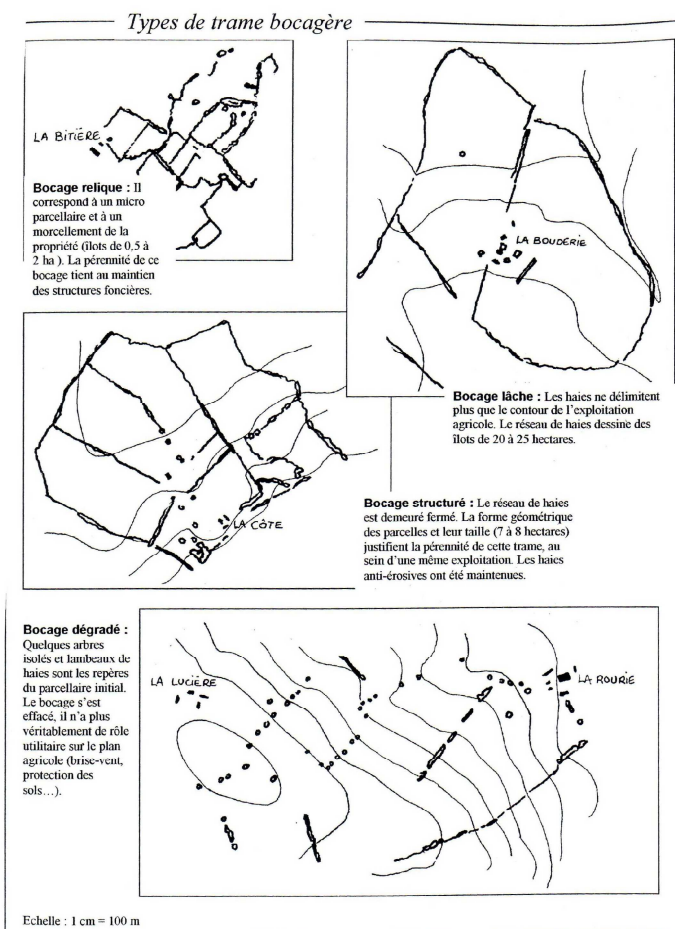 Types de trame bocagère
LA BITIÈRE
Bocage relique : Il
correspond à un micro
parcellaire et à un
morcellement de la
propriété (îlots de 0,5 à
2 ha ). La pérennité de ce
bocage tient au maintien
des structures foncières.
LA BOUDERIE
Bocage lâche : Les haies ne délimitent
plus que le contour de l'exploitation
agricole. Le réseau de haies dessine des
îlots de 20 à 25 hectares.
LA CÔTE
Bocage structuré : Le réseau de haies
est demeuré fermé. La forme géométrique
des parcelles et leur taille (7 à 8 hectares)
justifient la pérennité de cette trame, au
sein d'une même exploitation. Les haies
anti-érosives ont été maintenues.
Bocage dégradé :
Quelques arbres
isolés et lambeaux de
haies sont les repères
du parcellaire initial.
Le bocage s'est
effacé, il n'a plus
véritablement de rôle
utilitaire sur le plan
agricole (brise-vent,
protection des
sols…).
LA LUCIÈRE
LA ROURIE
Echelle : 1 cm = 100 m